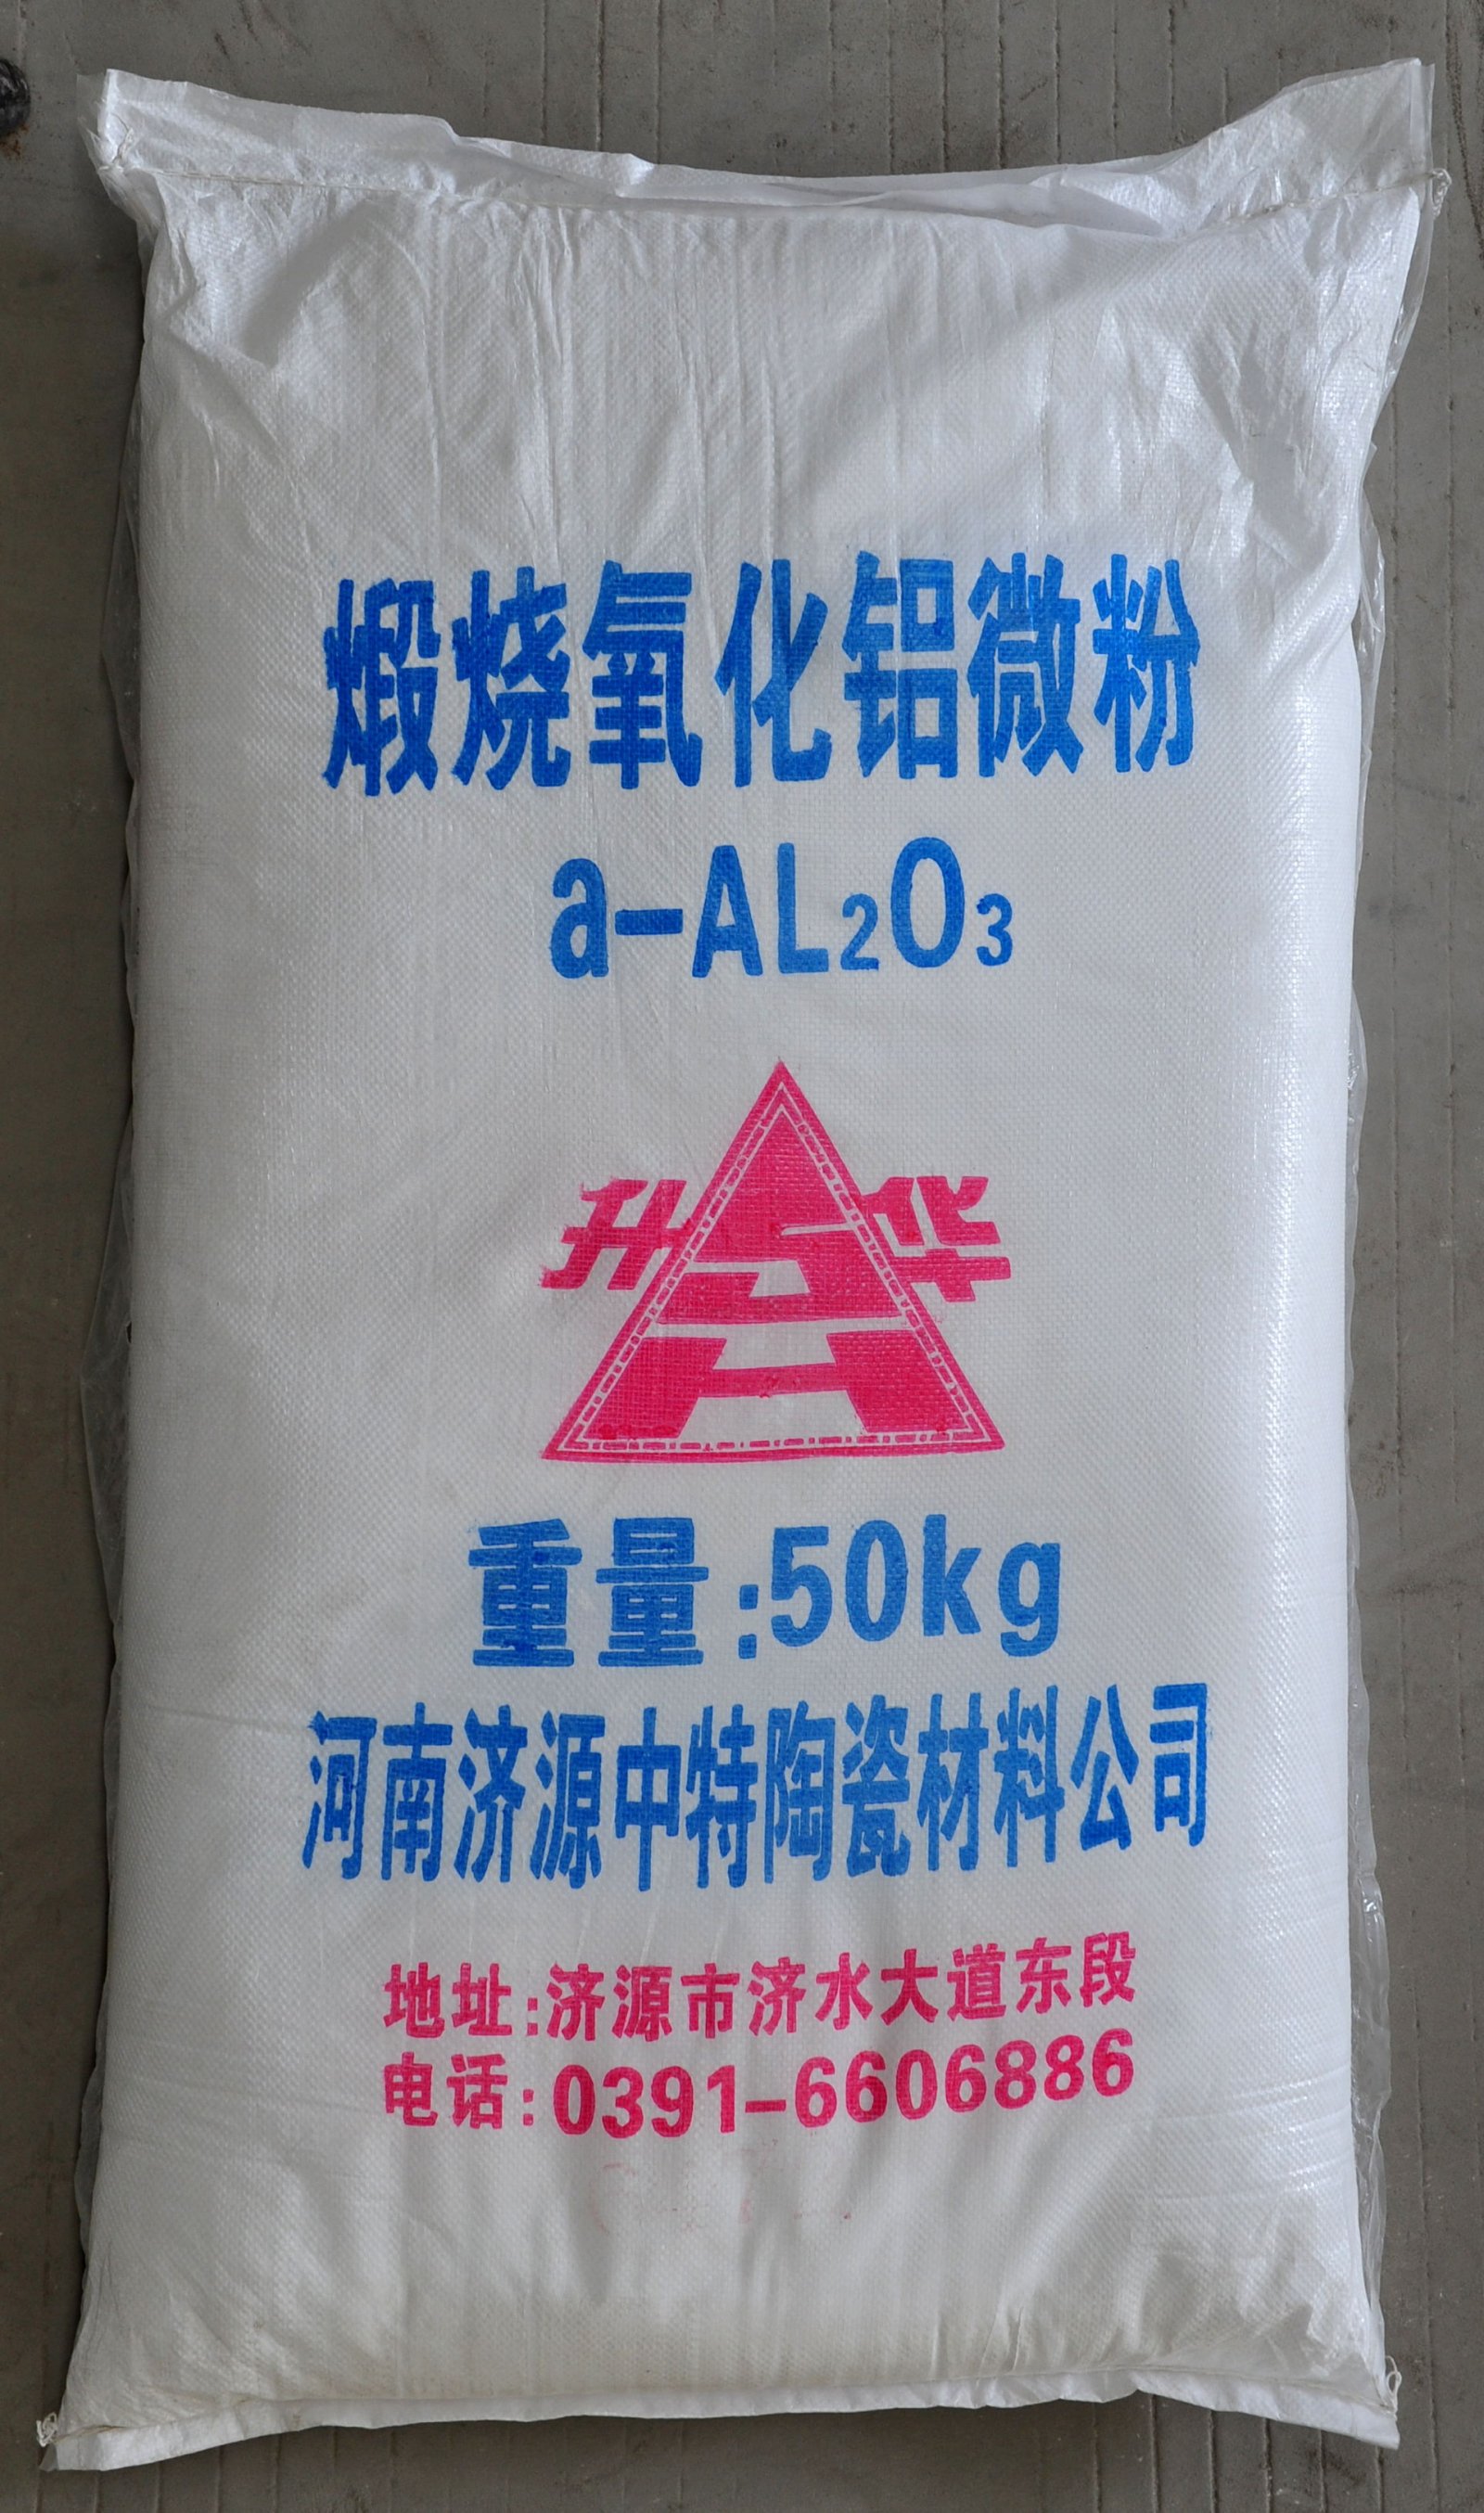 煅烧氧化铝微粉
a-AL₂O₃
升华
重量:50kg
河南济源中特陶瓷材料公司
地址:济源市济水大道东段
电话:0391-6606886